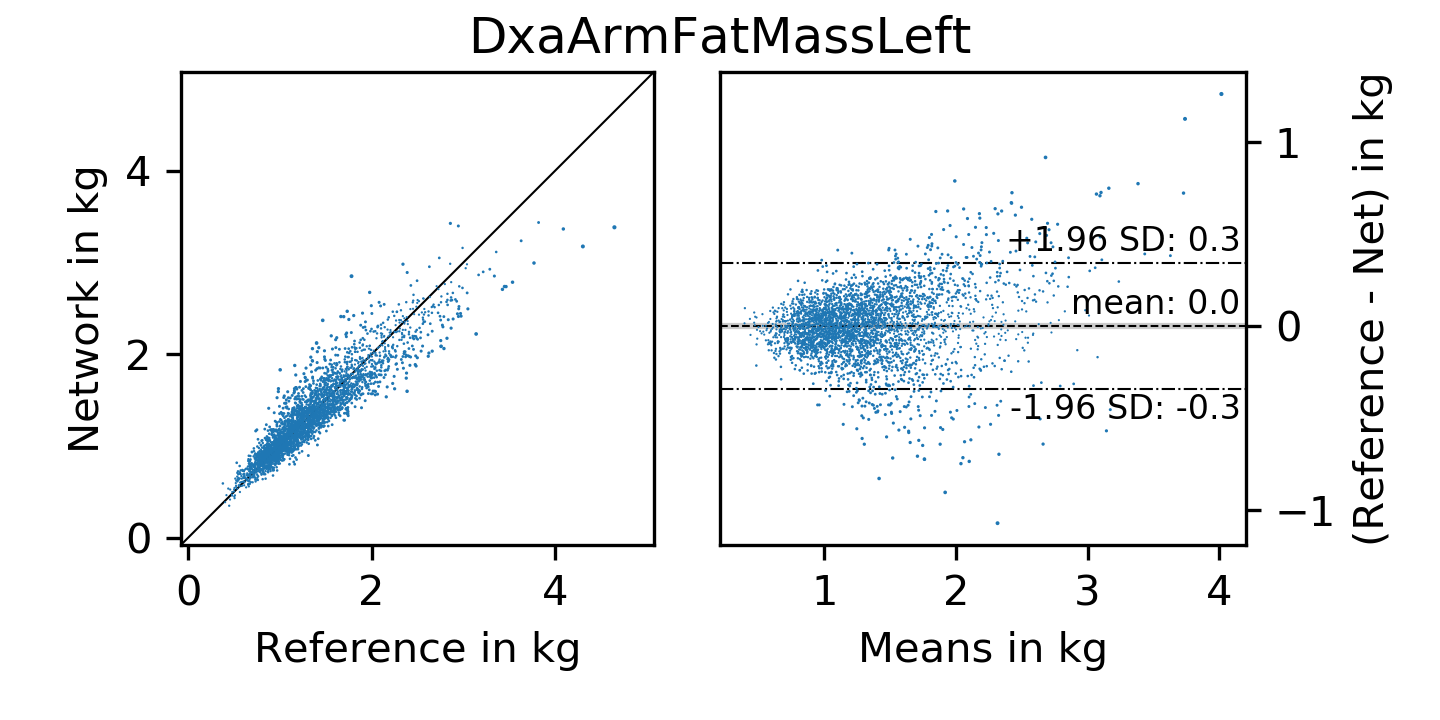 DxaArmFatMassLeft
Network in kg
4
2
0
0 2 4
Reference in kg
+1.96 SD: 0.3
mean: 0.0
-1.96 SD: -0.3
1
0
−1
(Reference - Net) in kg
1 2 3 4
Means in kg